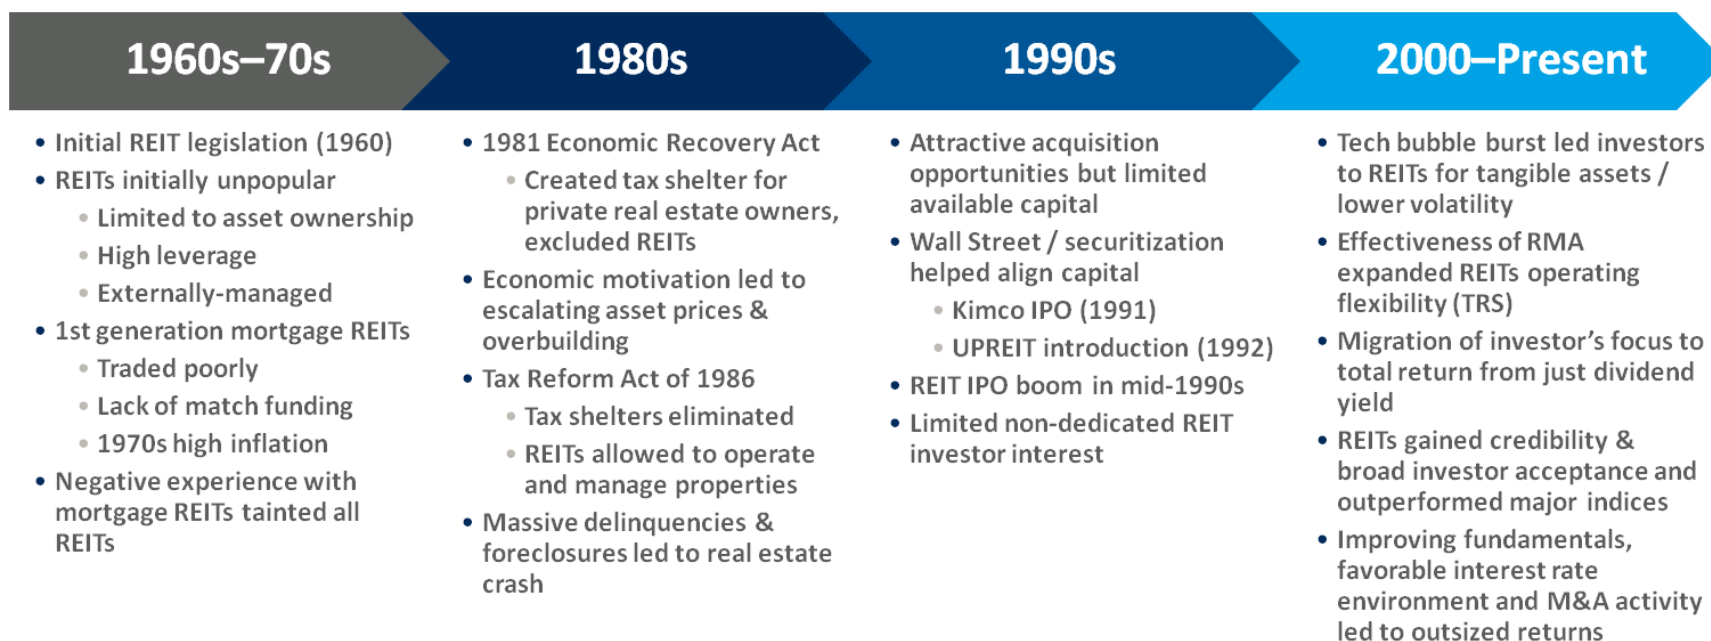 1960s–70s
• Initial REIT legislation (1960)
• REITs initially unpopular
• Limited to asset ownership
• High leverage
• Externally-managed
• 1st generation mortgage REITs
• Traded poorly
• Lack of match funding
• 1970s high inflation
• Negative experience with
mortgage REITs tainted all
REITs
1980s
• 1981 Economic Recovery Act
• Created tax shelter for
private real estate owners,
excluded REITs
• Economic motivation led to
escalating asset prices &
overbuilding
• Tax Reform Act of 1986
• Tax shelters eliminated
• REITs allowed to operate
and manage properties
• Massive delinquencies &
foreclosures led to real estate
crash
1990s
• Attractive acquisition
opportunities but limited
available capital
• Wall Street / securitization
helped align capital
• Kimco IPO (1991)
• UPREIT introduction (1992)
• REIT IPO boom in mid-1990s
• Limited non-dedicated REIT
investor interest
2000–Present
• Tech bubble burst led investors
to REITs for tangible assets /
lower volatility
• Effectiveness of RMA
expanded REITs operating
flexibility (TRS)
• Migration of investor’s focus to
total return from just dividend
yield
• REITs gained credibility &
broad investor acceptance and
outperformed major indices
• Improving fundamentals,
favorable interest rate
environment and M&A activity
led to outsized returns